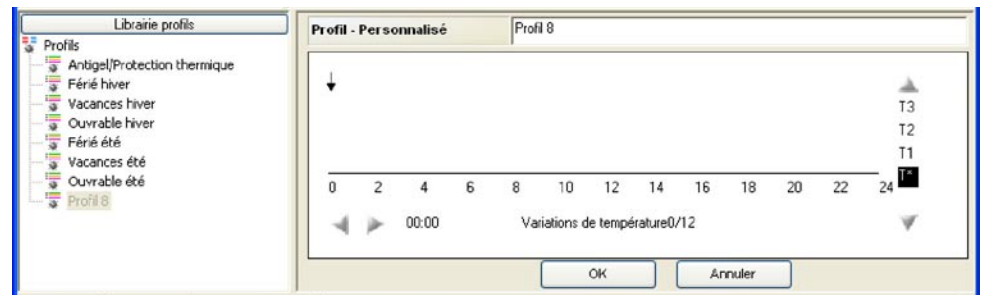 Librairie profils
Profils
Antigel/Protection thermique
Férié hiver
Vacances hiver
Ouvrable hiver
Férié été
Vacances été
Ouvrable été
Profil 8
Profil - Personnalisé
Profil 8
T3
T2
T1
T*
0 2 4 6 8 10 12 14 16 18 20 22 24
00:00 Variations de température0/12
OK Annuler